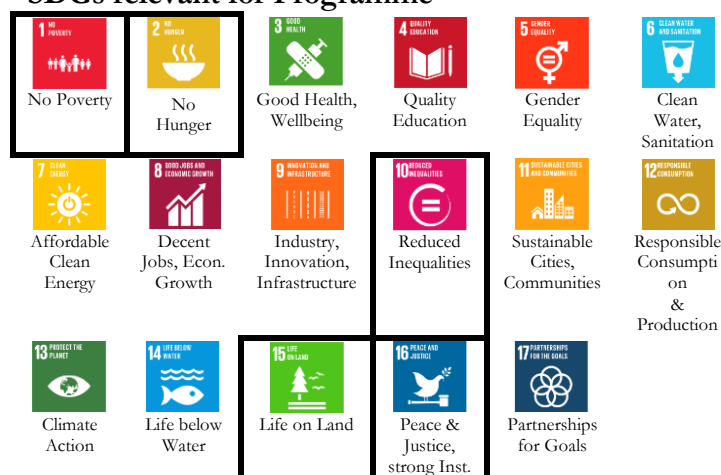 SDGs relevant for Programme
1 NO
POVERTY
No Poverty
2 NO
HUNGER
No
Hunger
3 GOOD
HEALTH
Good Health,
Wellbeing
4 QUALITY
EDUCATION
Quality
Education
5 GENDER
EQUALITY
Gender
Equality
6 CLEAN WATER
AND SANITATION
Clean
Water,
Sanitation
7 CLEAN
ENERGY
Affordable
Clean
Energy
8 GOOD JOBS AND
ECONOMIC GROWTH
Decent
Jobs, Econ.
Growth
9 INNOVATION AND
INFRASTRUCTURE
Industry,
Innovation,
Infrastructure
10 REDUCED
INEQUALITIES
Reduced
Inequalities
11 SUSTAINABLE CITIES
AND COMMUNITIES
Sustainable
Cities,
Communities
12 RESPONSIBLE
CONSUMPTION
Responsible
Consumpti
on
&
Production
13 PROTECT THE
PLANET
Climate
Action
14 LIFE BELOW
WATER
Life below
Water
15 LIFE
ON LAND
Life on Land
16 PEACE AND
JUSTICE
Peace &
Justice,
strong Inst.
17 PARTNERSHIPS
FOR THE GOALS
Partnerships
for Goals